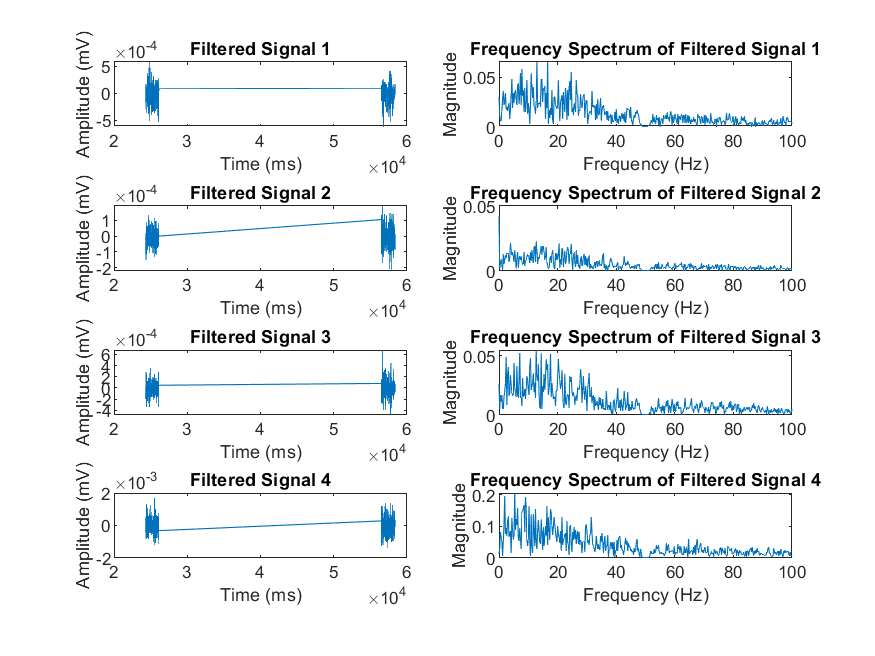 Filtered Signal 1
×10-4
Amplitude (mV)
5
0
-5
2 3 4 5 6
Time (ms)
×104
Frequency Spectrum of Filtered Signal 1
Magnitude
0.05
0
0 20 40 60 80 100
Frequency (Hz)
Filtered Signal 2
×10-4
Amplitude (mV)
1
0
-1
-2
2 3 4 5 6
Time (ms)
×104
Frequency Spectrum of Filtered Signal 2
Magnitude
0.05
0
0 20 40 60 80 100
Frequency (Hz)
Filtered Signal 3
×10-4
Amplitude (mV)
6
4
2
0
-2
-4
2 3 4 5 6
Time (ms)
×104
Frequency Spectrum of Filtered Signal 3
Magnitude
0.05
0
0 20 40 60 80 100
Frequency (Hz)
Filtered Signal 4
×10-3
Amplitude (mV)
2
0
-2
2 3 4 5 6
Time (ms)
×104
Frequency Spectrum of Filtered Signal 4
Magnitude
0.2
0.1
0
0 20 40 60 80 100
Frequency (Hz)